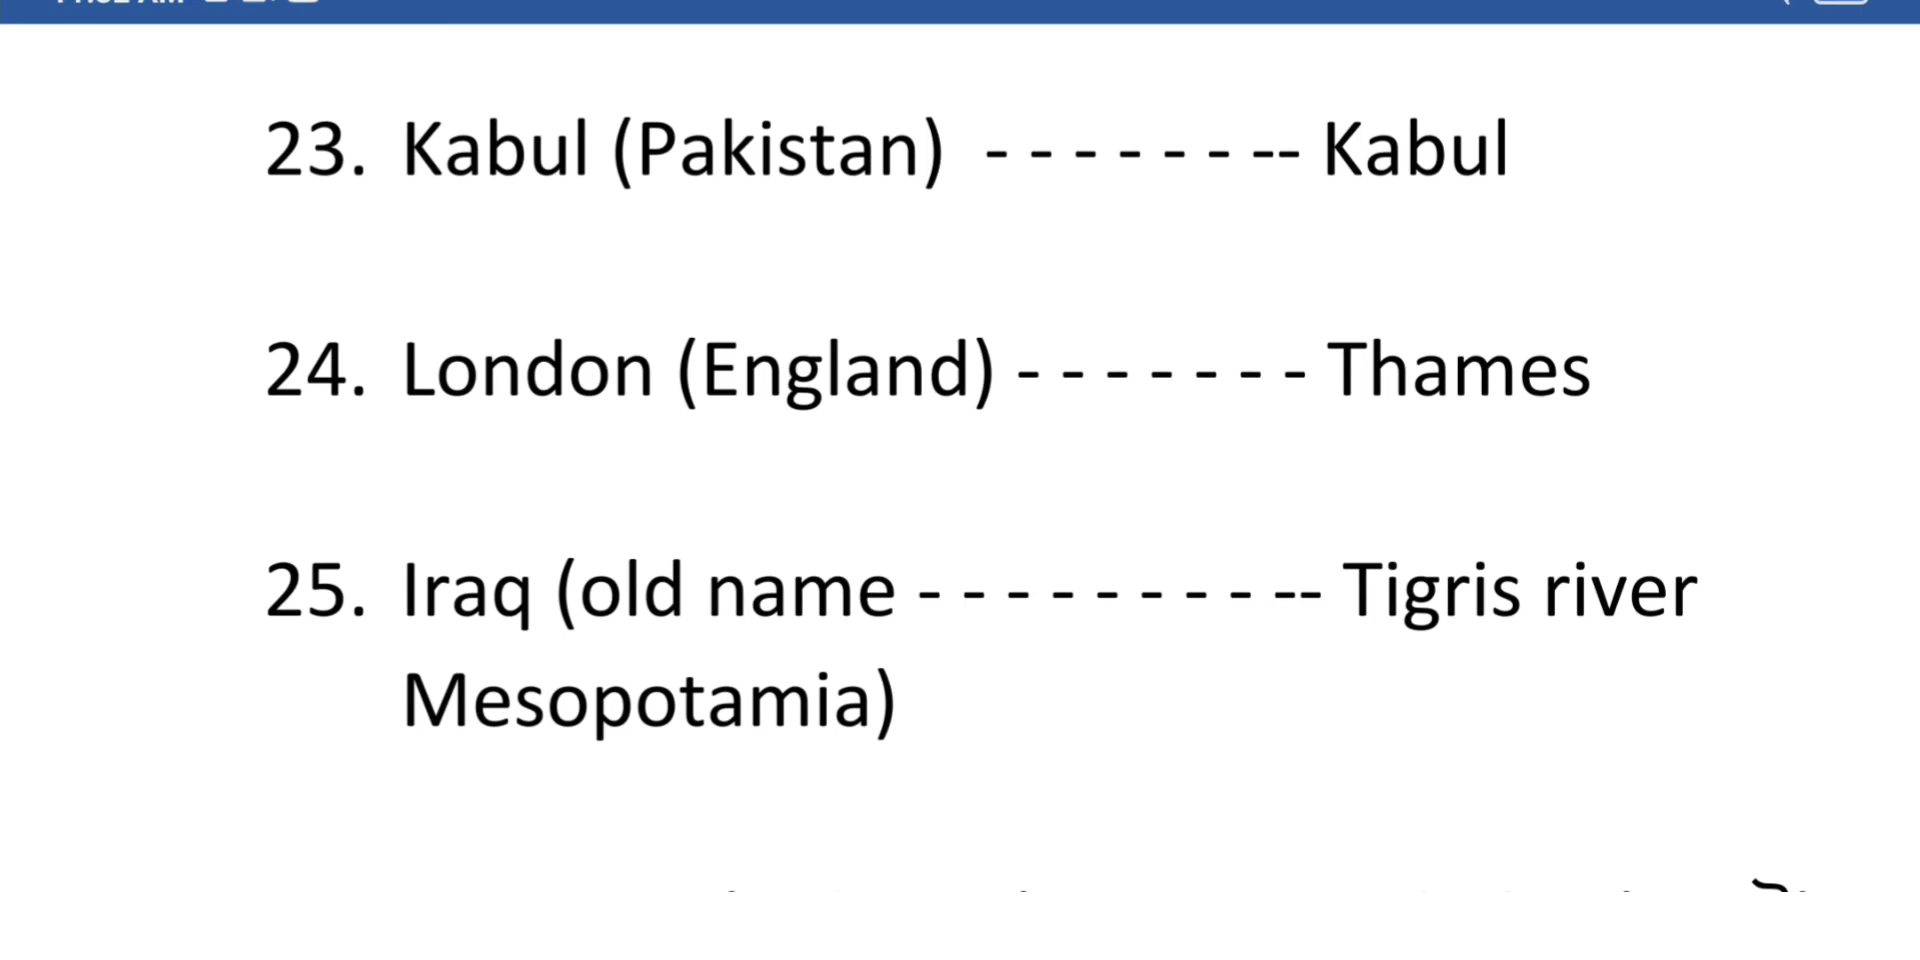 23. Kabul (Pakistan) - - - - - - -- Kabul
24. London (England) - - - - - - - Thames
25. Iraq (old name - - - - - - - - -- Tigris river
Mesopotamia)